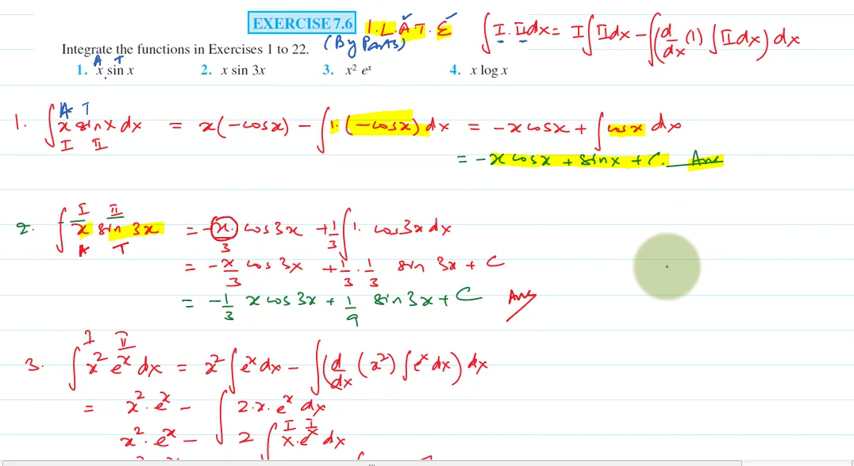 EXERCISE 7.6 I.L.A.T.E ∫ I. II dx = I ∫ II dx − ∫(d/dx (I) ∫ II dx) dx
(By Parts)
Integrate the functions in Exercises 1 to 22.
A T
1. x sin x 2. x sin 3x 3. x² eˣ 4. x log x
A T
1. ∫ x sin x dx = x(−cos x) − ∫ 1. (−cos x) dx = −x cos x + ∫ cos x dx
I II
= −x cos x + sin x + C. Ans
I II
2. ∫ x sin 3x = −x/3 . cos 3x + 1/3 ∫ 1. cos 3x dx
A T
= −x/3 cos 3x + 1/3 . 1/3 sin 3x + C
= −1/3 x cos 3x + 1/9 sin 3x + C Ans
I II
3. ∫ x² eˣ dx = x² ∫ eˣ dx − ∫(d/dx (x²) ∫ eˣ dx) dx
= x² . eˣ − ∫ 2 . x . eˣ dx
I II
x² . eˣ − 2 ∫ x . eˣ dx